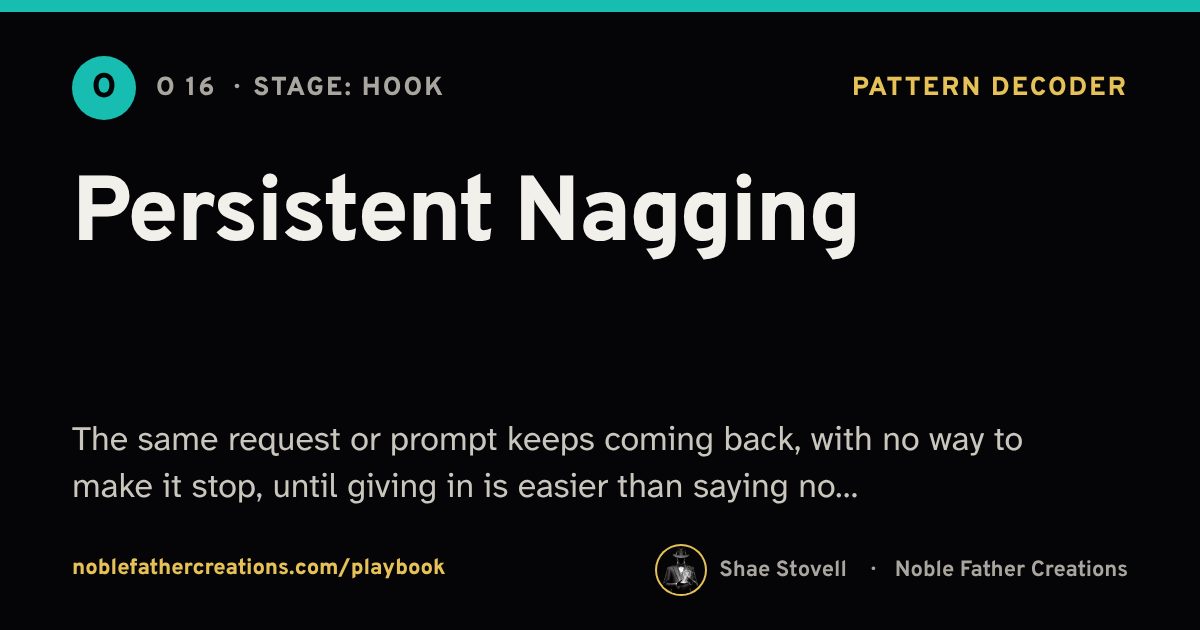 O
O 16 · STAGE: HOOK
PATTERN DECODER
Persistent Nagging
The same request or prompt keeps coming back, with no way to
make it stop, until giving in is easier than saying no...
noblefathercreations.com/playbook
Shae Stovell · Noble Father Creations